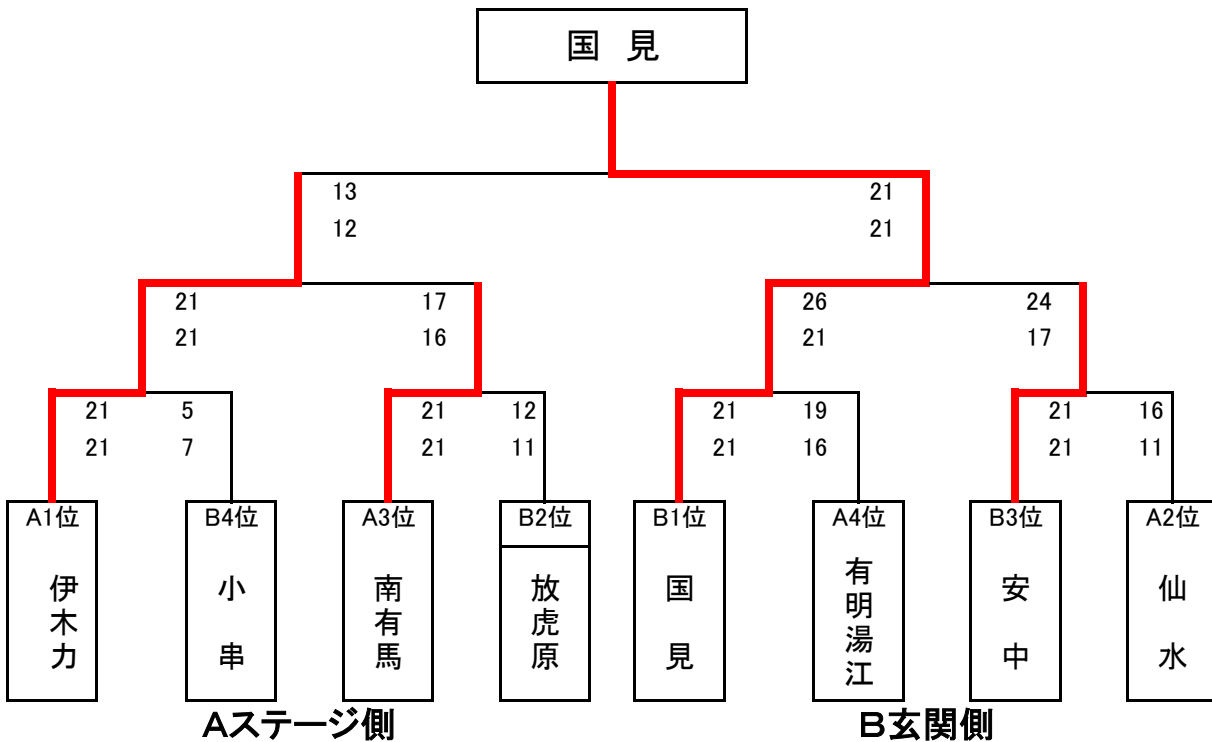 国 見
13 21
12 21
21 17 26 24
21 16 21 17
21 5 21 12 21 19 21 16
21 7 21 11 21 16 21 11
A1位 B4位 A3位 B2位 B1位 A4位 B3位 A2位
伊木力
小串
南有馬
放虎原
国見
有明湯江
安中
仙水
Aステージ側 B玄関側